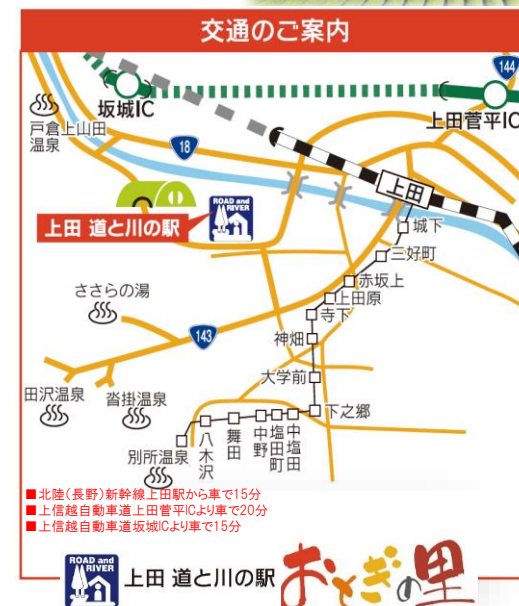 交通のご案内
144
坂城IC
上田菅平IC
戸倉上山田
温泉
18
上田
ROAD and
RIVER
上田 道と川の駅
城下
三好町
ささらの湯
赤坂上
上田原
寺下
143
神畑
大学前
田沢温泉
沓掛温泉
下之郷
別所温泉
八木沢
舞田
中野
塩田町
中塩田
■北陸(長野)新幹線上田駅から車で15分
■上信越自動車道上田菅平ICより車で20分
■上信越自動車道坂城ICより車で15分
ROAD and
RIVER
上田 道と川の駅 おとぎの里